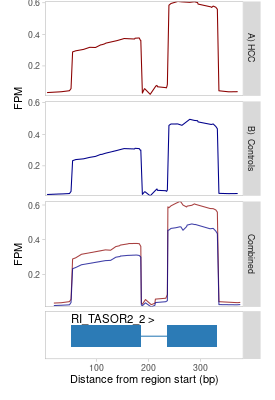 0.6
0.4
0.2
A) HCC
FPM
0.6
0.4
0.2
B) Controls
0.6
0.4
0.2
FPM
Combined
RI_TASOR2_2 >
100
200
300
Distance from region start (bp)